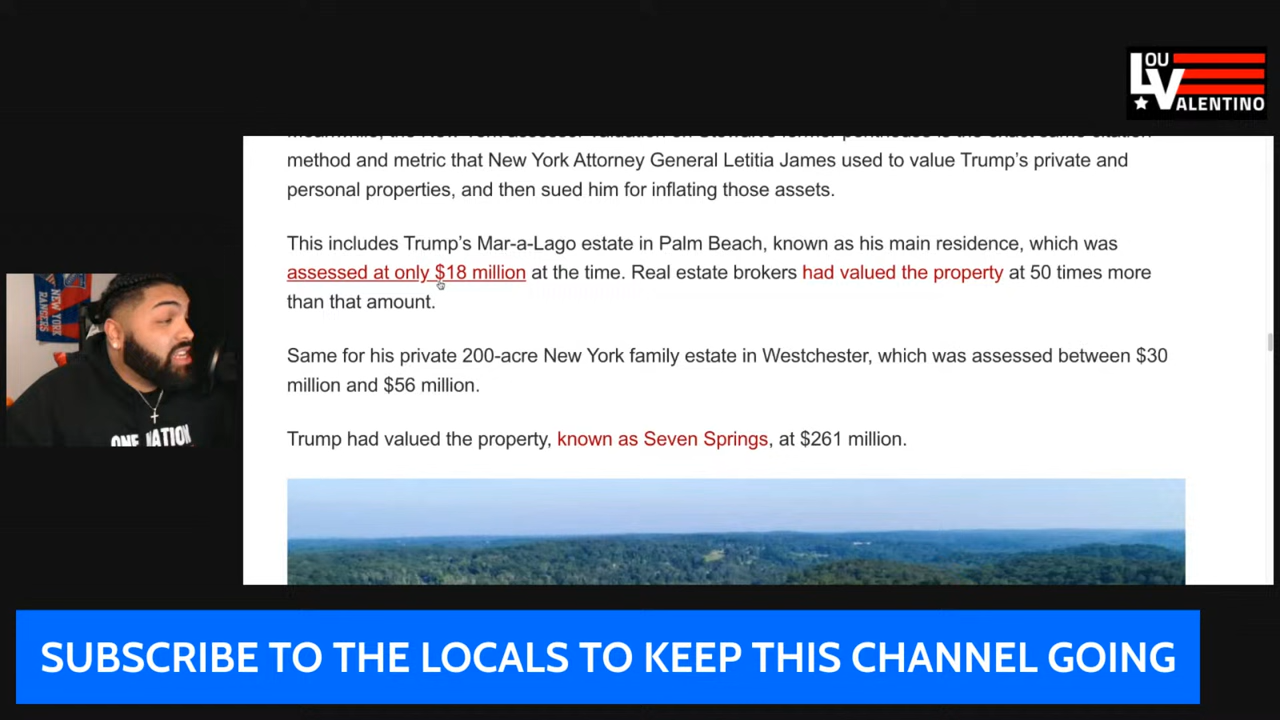 LOU
VALENTINO
method and metric that New York Attorney General Letitia James used to value Trump's private and
personal properties, and then sued him for inflating those assets.
This includes Trump's Mar-a-Lago estate in Palm Beach, known as his main residence, which was
assessed at only $18 million at the time. Real estate brokers had valued the property at 50 times more
than that amount.
Same for his private 200-acre New York family estate in Westchester, which was assessed between $30
million and $56 million.
Trump had valued the property, known as Seven Springs, at $261 million.
NEW YORK
RANGERS
ONE NATION
SUBSCRIBE TO THE LOCALS TO KEEP THIS CHANNEL GOING